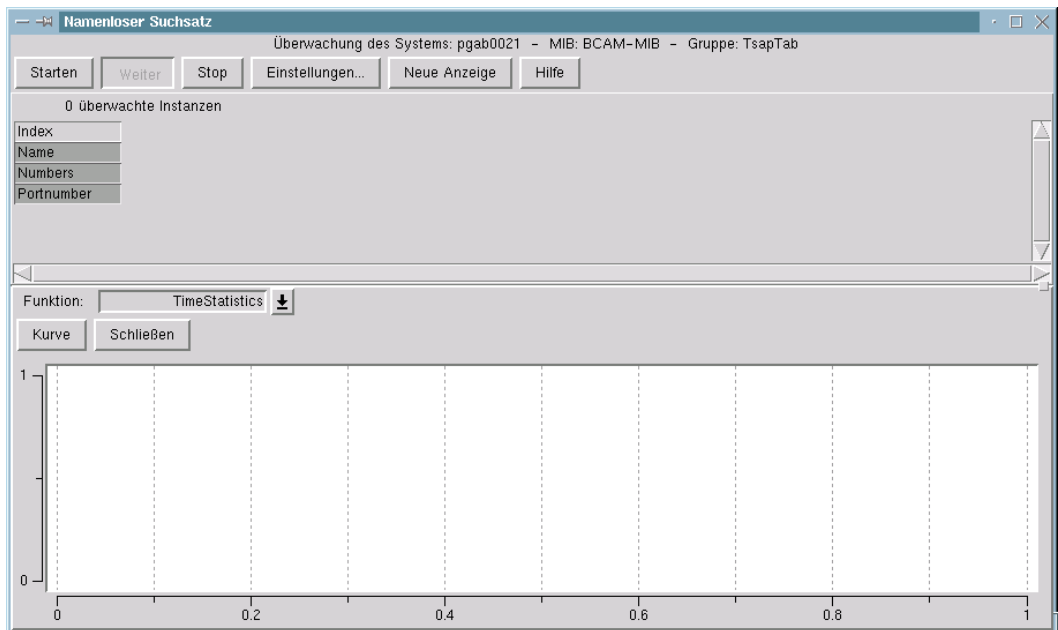 Namenloser Suchsatz
Überwachung des Systems: pgab0021 - MIB: BCAM-MIB - Gruppe: TsapTab
Starten Weiter Stop Einstellungen... Neue Anzeige Hilfe
0 überwachte Instanzen
Index
Name
Numbers
Portnumber
Funktion: TimeStatistics
Kurve Schließen
1
0
0 0.2 0.4 0.6 0.8 1